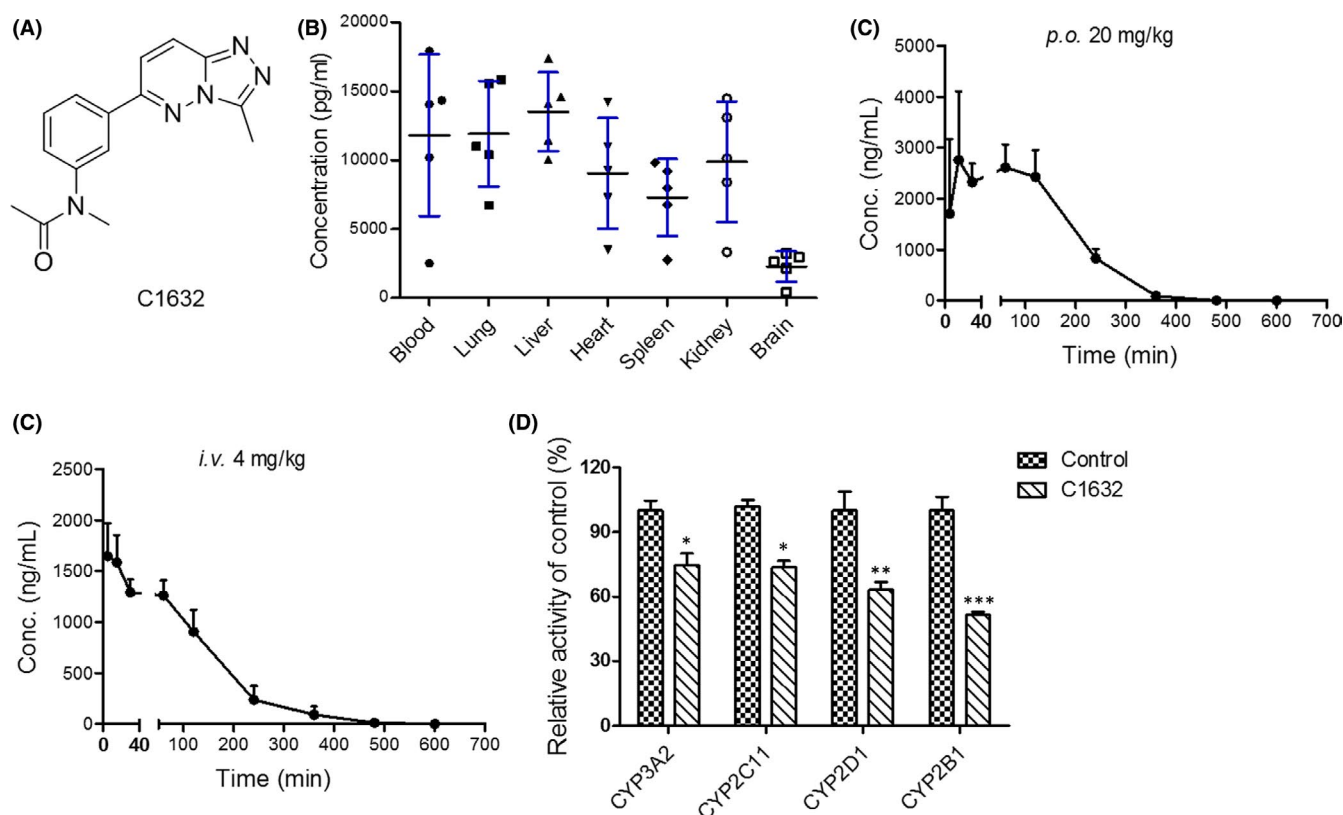 (A)
N
N
N
N
N
N
O
C1632
(B)
Concentration (pg/ml)
20000
15000
10000
5000
0
Blood
Lung
Liver
Heart
Spleen
Kidney
Brain
(C)
p.o. 20 mg/kg
Conc. (ng/mL)
5000
4000
3000
2000
1000
0
0 40 100 200 300 400 500 600 700
Time (min)
(C)
i.v. 4 mg/kg
Conc. (ng/mL)
2500
2000
1500
1000
500
0
0 40 100 200 300 400 500 600 700
Time (min)
(D)
Relative activity of control (%)
120
90
60
30
0
* * ** ***
CYP3A2
CYP2C11
CYP2D1
CYP2B1
Control
C1632